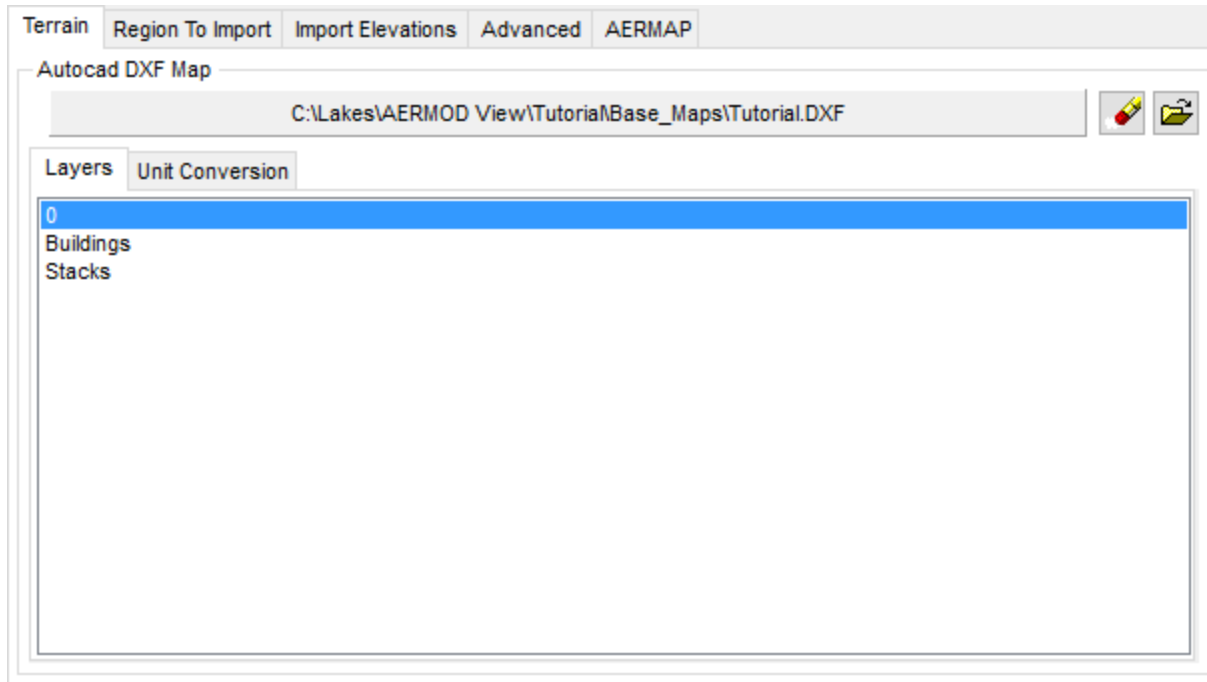 Terrain Region To Import Import Elevations Advanced AERMAP
Autocad DXF Map
C:\Lakes\AERMOD View\Tutorial\Base_Maps\Tutorial.DXF
Layers Unit Conversion
0
Buildings
Stacks